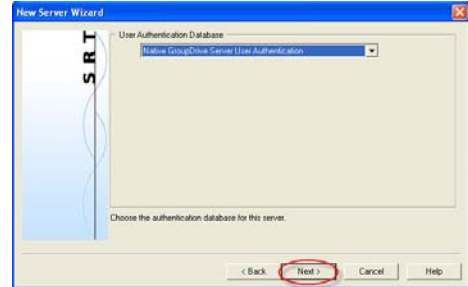 New Server Wizard
SRT
User Authentication Database
Native GroupDrive Server User Authentication
Choose the authentication database for this server.
< Back
Next >
Cancel
Help